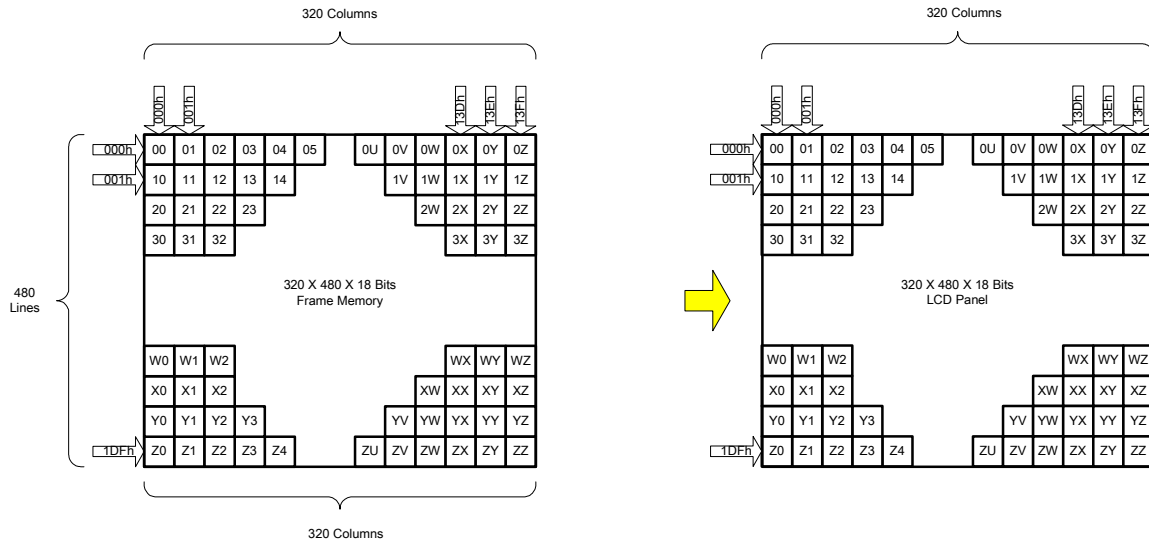 320 Columns 320 Columns
000h 001h 13Dh 13Eh 13Fh 000h 001h 13Dh 13Eh 13Fh
000h 00 01 02 03 04 05 0U 0V 0W 0X 0Y 0Z 000h 00 01 02 03 04 05 0U 0V 0W 0X 0Y 0Z
001h 10 11 12 13 14 1V 1W 1X 1Y 1Z 001h 10 11 12 13 14 1V 1W 1X 1Y 1Z
20 21 22 23 2W 2X 2Y 2Z 20 21 22 23 2W 2X 2Y 2Z
30 31 32 3X 3Y 3Z 30 31 32 3X 3Y 3Z
480
Lines
320 X 480 X 18 Bits
Frame Memory
320 X 480 X 18 Bits
LCD Panel
W0 W1 W2 WX WY WZ W0 W1 W2 WX WY WZ
X0 X1 X2 XW XX XY XZ X0 X1 X2 XW XX XY XZ
Y0 Y1 Y2 Y3 YV YW YX YY YZ Y0 Y1 Y2 Y3 YV YW YX YY YZ
1DFh Z0 Z1 Z2 Z3 Z4 ZU ZV ZW ZX ZY ZZ 1DFh Z0 Z1 Z2 Z3 Z4 ZU ZV ZW ZX ZY ZZ
320 Columns